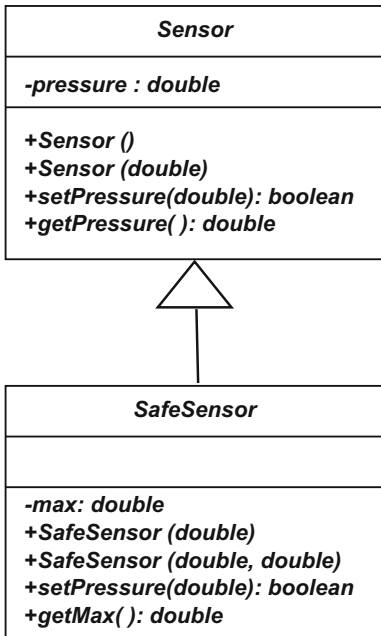 Sensor
-pressure : double
+Sensor ()
+Sensor (double)
+setPressure(double): boolean
+getPressure( ): double
SafeSensor
-max: double
+SafeSensor (double)
+SafeSensor (double, double)
+setPressure(double): boolean
+getMax( ): double